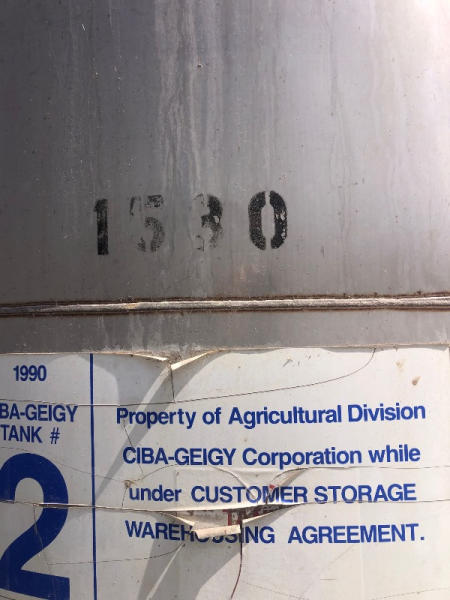 1530
1990
BA-GEIGY
TANK #
2
Property of Agricultural Division
CIBA-GEIGY Corporation while
under CUSTOMER STORAGE
WAREHOUSING AGREEMENT.